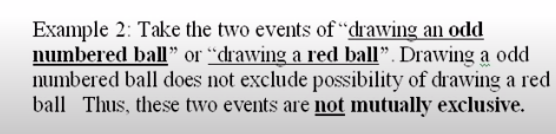 Example 2: Take the two events of “drawing an odd
numbered ball” or “drawing a red ball”. Drawing a odd
numbered ball does not exclude possibility of drawing a red
ball Thus, these two events are not mutually exclusive.